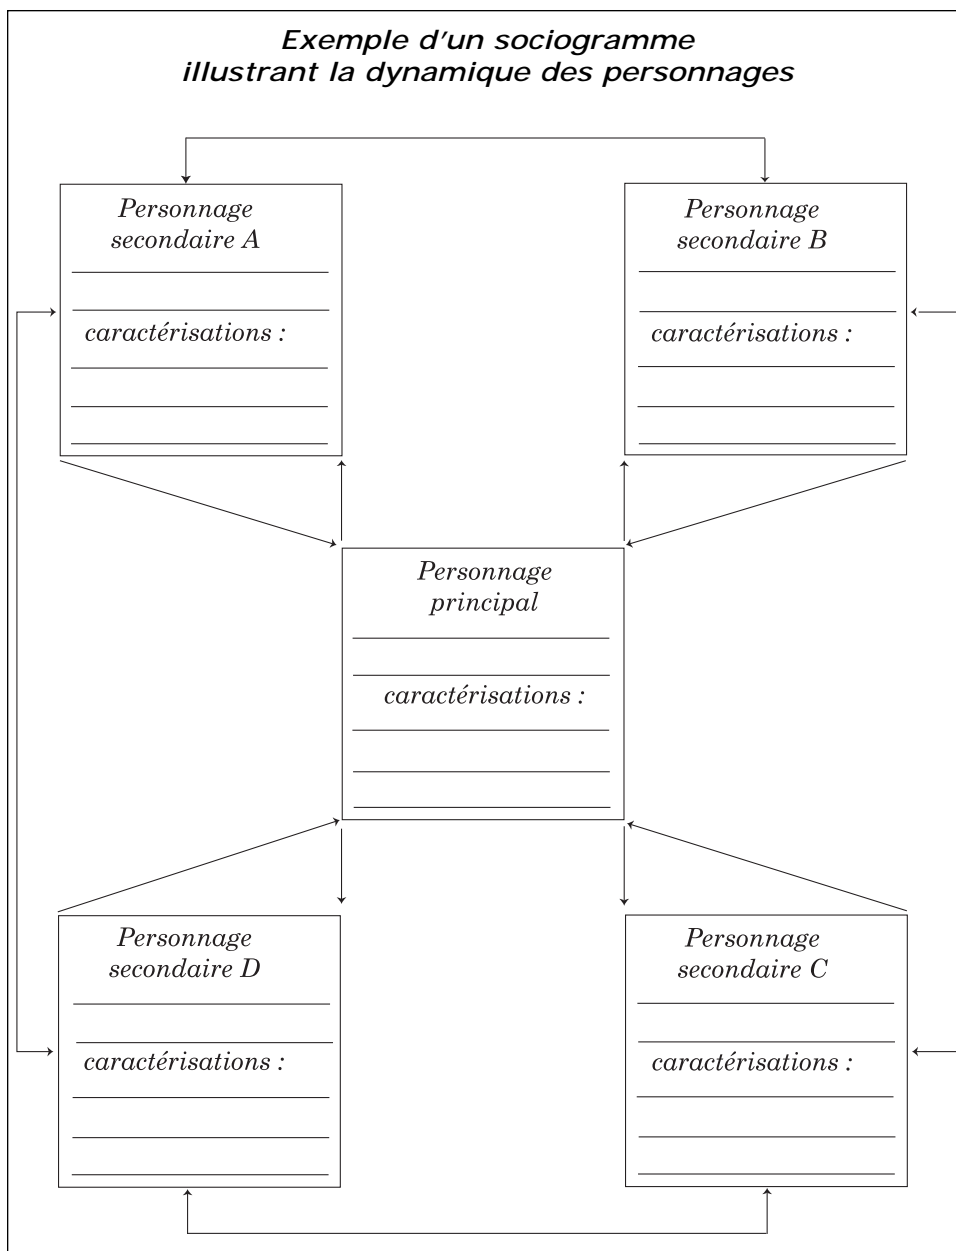 Exemple d'un sociogramme
illustrant la dynamique des personnages
Personnage
secondaire A
caractérisations :
Personnage
secondaire B
caractérisations :
Personnage
principal
caractérisations :
Personnage
secondaire D
caractérisations :
Personnage
secondaire C
caractérisations :